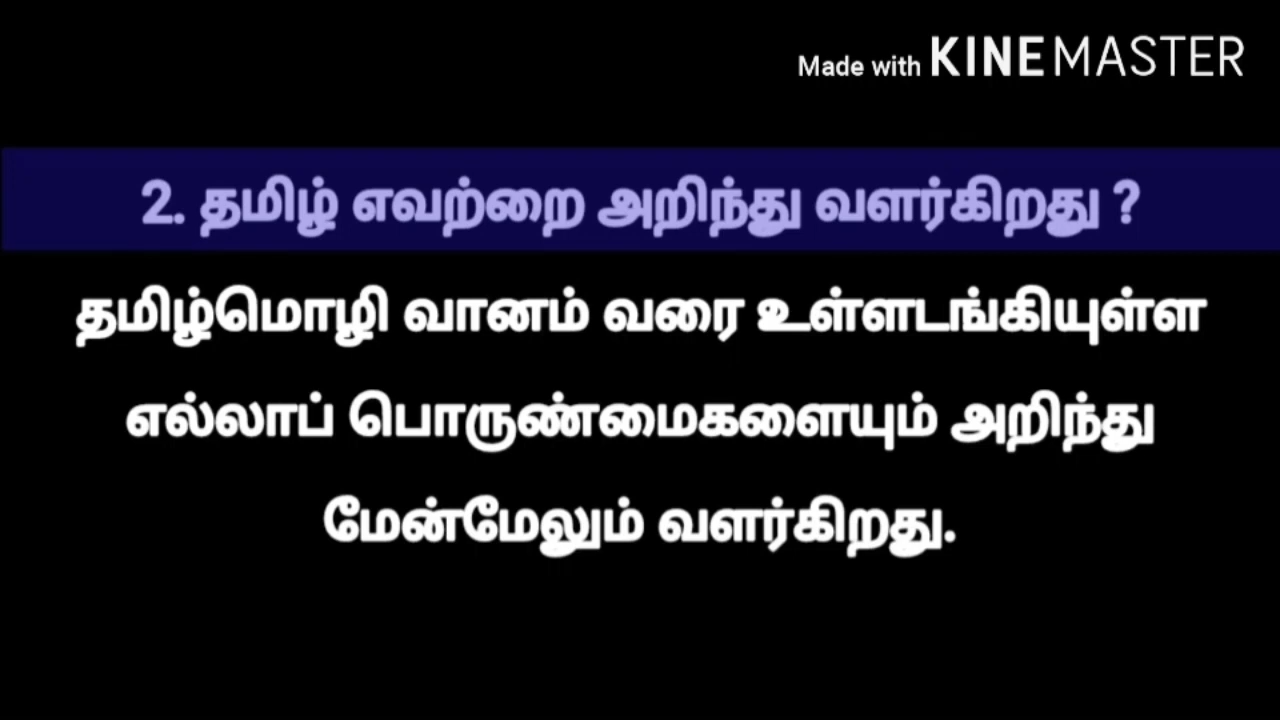 Made with KINEMASTER
2. தமிழ் எவற்றை அறிந்து வளர்கிறது ?
தமிழ்மொழி வானம் வரை உள்ளடங்கியுள்ள
எல்லாப் பொருண்மைகளையும் அறிந்து
மேன்மேலும் வளர்கிறது.